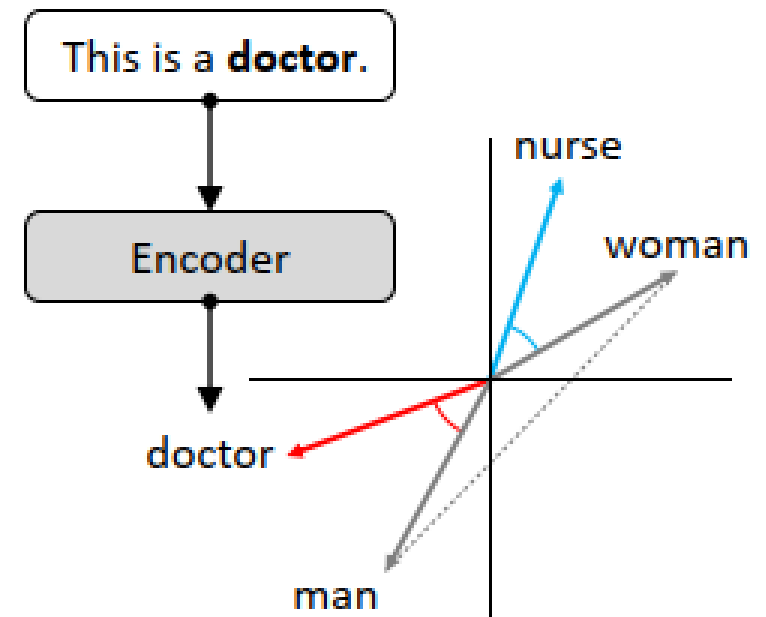 This is a doctor.
Encoder
doctor
nurse
woman
man